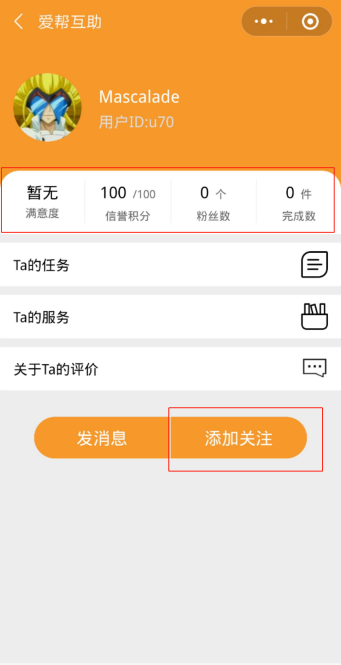 爱帮互助
Mascalade
用户ID:u70
暂无 100 /100 0 个 0 件
满意度 信誉积分 粉丝数 完成数
Ta的任务
Ta的服务
关于Ta的评价
发消息 添加关注